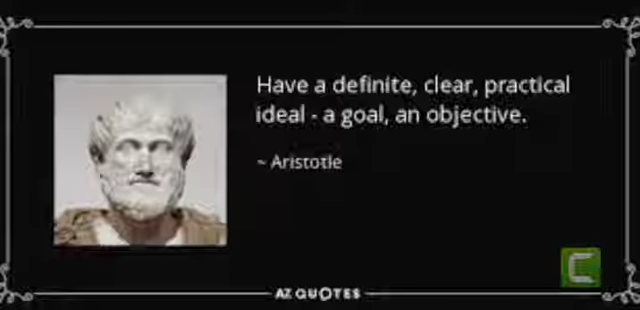 Have a definite, clear, practical
ideal - a goal, an objective.
~ Aristotle
C
AZ QUOTES